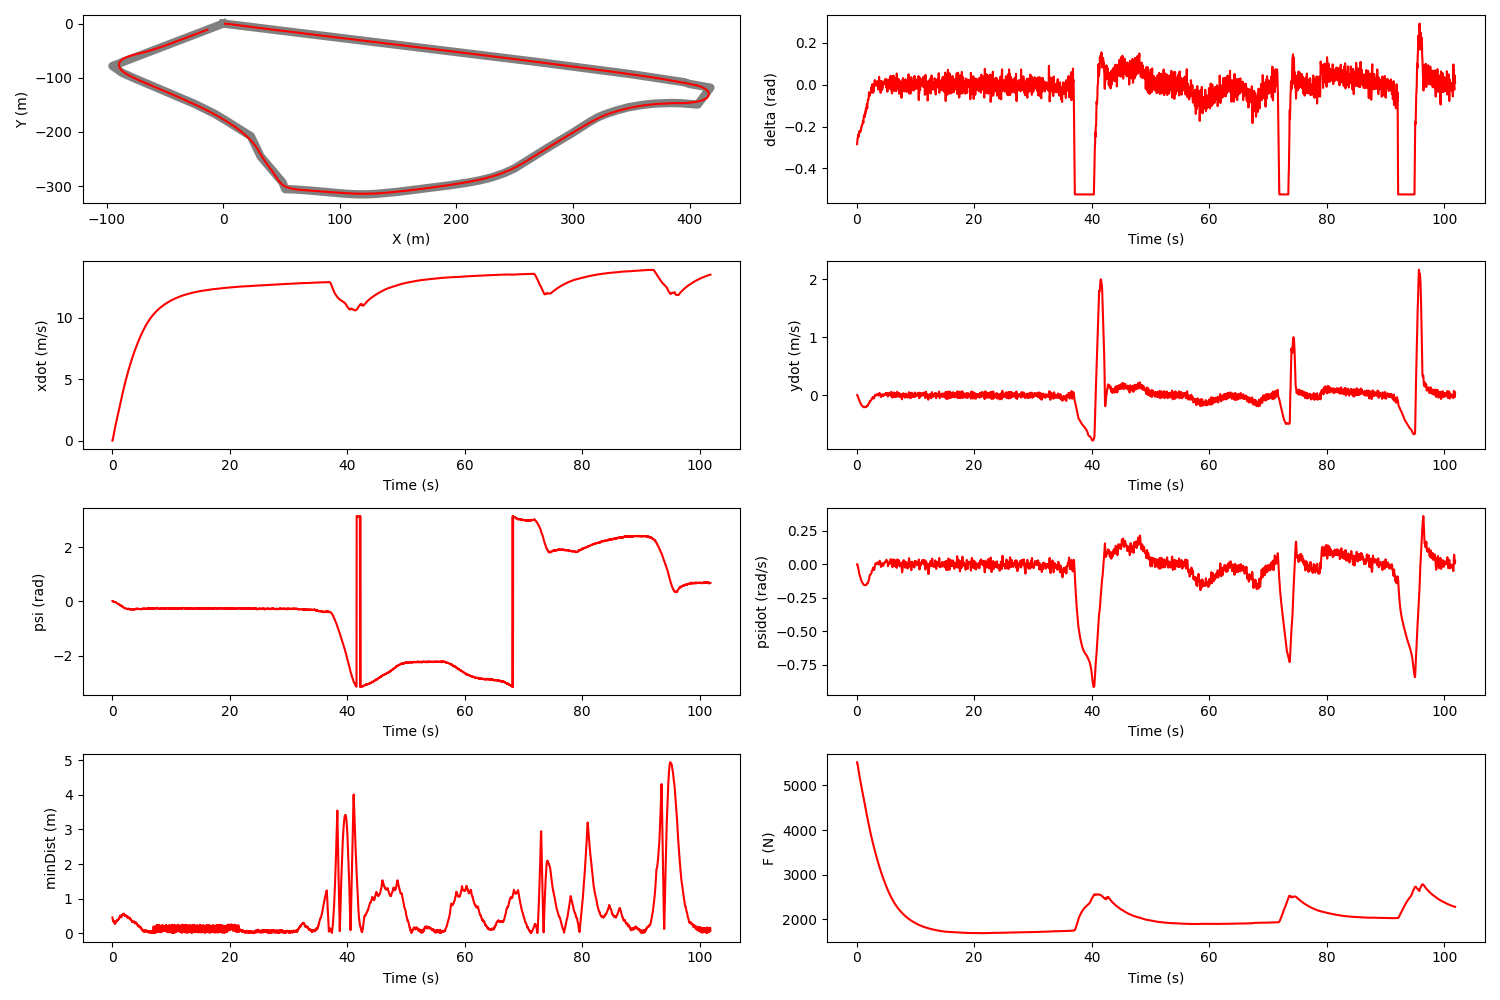 0
−100
−200
−300
Y (m)
−100 0 100 200 300 400
X (m)
0.2
0.0
−0.2
−0.4
delta (rad)
0 20 40 60 80 100
Time (s)
10
5
0
xdot (m/s)
0 20 40 60 80 100
Time (s)
2
1
0
ydot (m/s)
0 20 40 60 80 100
Time (s)
2
0
−2
psi (rad)
0 20 40 60 80 100
Time (s)
0.25
0.00
−0.25
−0.50
−0.75
psidot (rad/s)
0 20 40 60 80 100
Time (s)
5
4
3
2
1
0
minDist (m)
0 20 40 60 80 100
Time (s)
5000
4000
3000
2000
F (N)
0 20 40 60 80 100
Time (s)